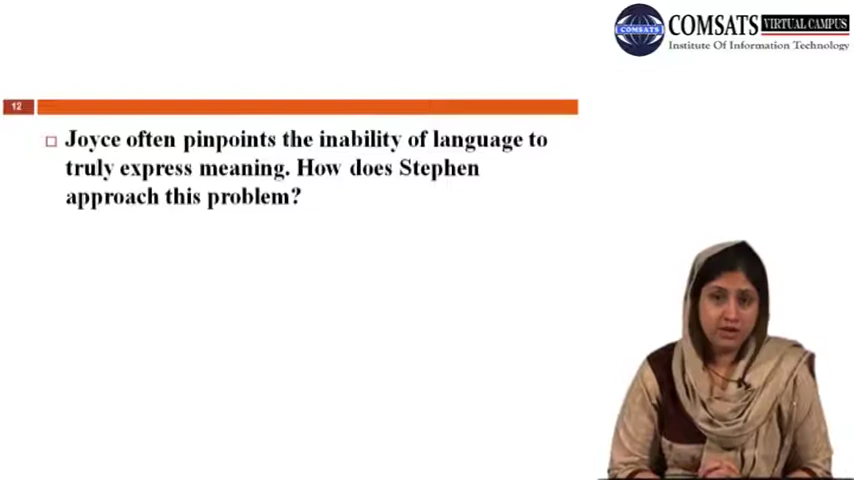 COMSATS VIRTUAL CAMPUS
COMSATS
Institute Of Information Technology
12
Joyce often pinpoints the inability of language to
truly express meaning. How does Stephen
approach this problem?